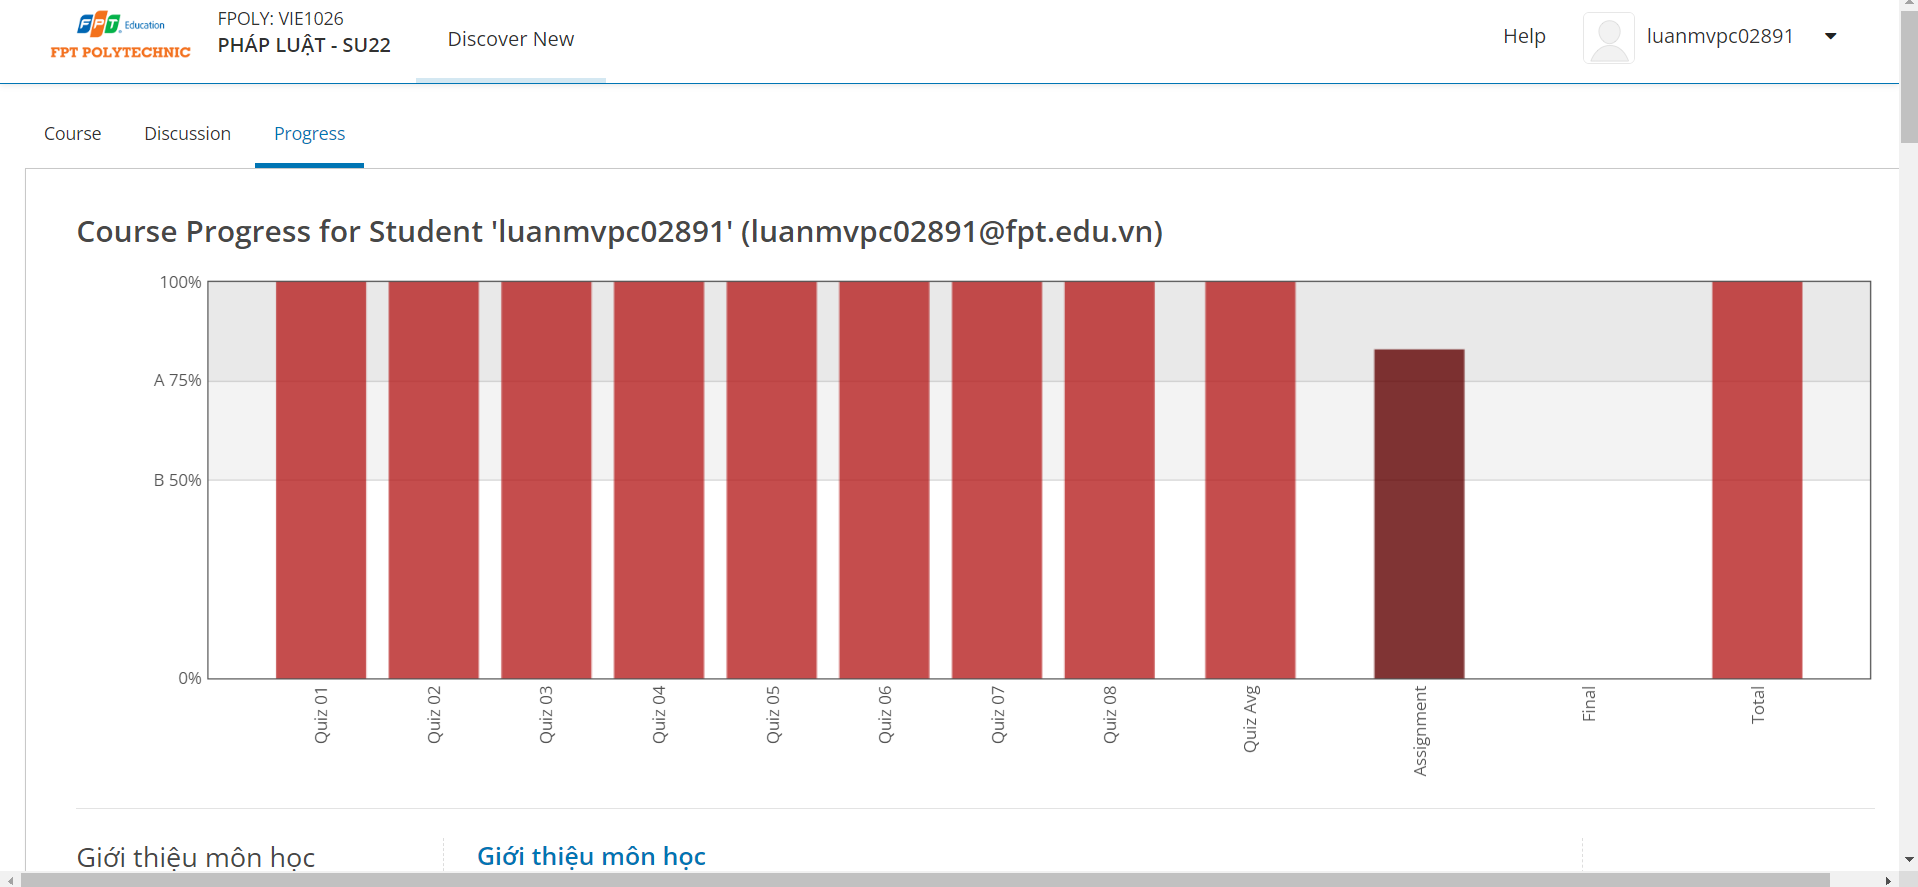 FPT Education
FPT POLYTECHNIC
FPOLY: VIE1026
PHÁP LUẬT - SU22
Discover New
Help
luanmvpc02891
Course
Discussion
Progress
Course Progress for Student 'luanmvpc02891' (luanmvpc02891@fpt.edu.vn)
100%
A 75%
B 50%
0%
Quiz 01
Quiz 02
Quiz 03
Quiz 04
Quiz 05
Quiz 06
Quiz 07
Quiz 08
Quiz Avg
Assignment
Final
Total
Giới thiệu môn học
Giới thiệu môn học